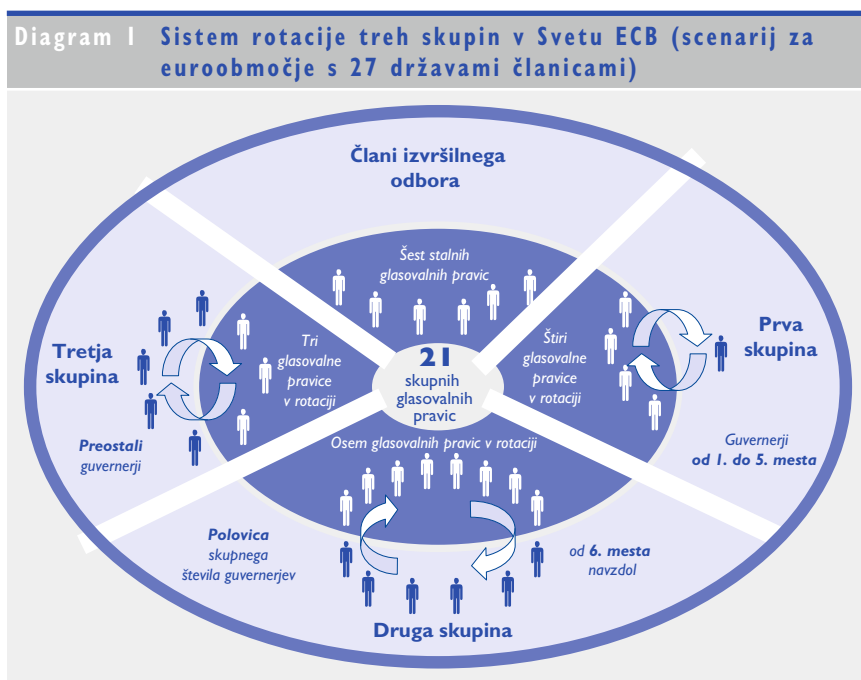 Diagram 1 Sistem rotacije treh skupin v Svetu ECB (scenarij za
euroobmočje s 27 državami članicami)
Člani izvršilnega
odbora
Šest stalnih
glasovalnih pravic
Tretja
skupina
Preostali
guvernerji
Tri
glasovalne
pravice
v rotaciji
21
skupnih
glasovalnih
pravic
Štiri
glasovalne
pravice
v rotaciji
Prva
skupina
Guvernerji
od 1. do 5. mesta
Osem glasovalnih pravic v rotaciji
Polovica
skupnega
števila guvernerjev
od 6. mesta
navzdol
Druga skupina